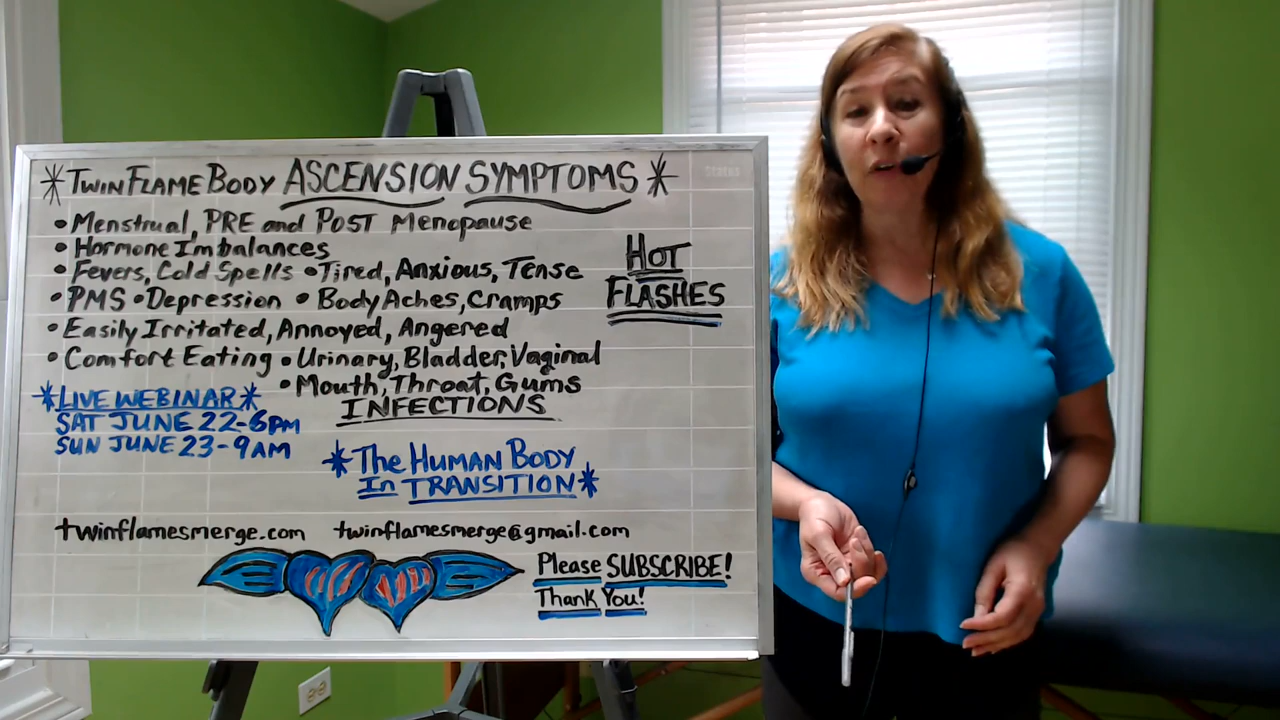 *TWIN FLAME BODY ASCENSION SYMPTOMS*
• Menstrual, PRE and POST Menopause
• Hormone Imbalances
• Fevers, Cold Spells • Tired, Anxious, Tense
• PMS • Depression • Body Aches, Cramps
• Easily Irritated, Annoyed, Angered
• Comfort Eating • Urinary, Bladder, Vaginal
• Mouth, Throat, Gums
INFECTIONS
HOT
FLASHES
*LIVE WEBINAR*
SAT JUNE 22-6PM
SUN JUNE 23-9AM
*The HUMAN BODY
In TRANSITION*
twinflamesmerge.com twinflamesmerge@gmail.com
Please SUBSCRIBE!
Thank You!